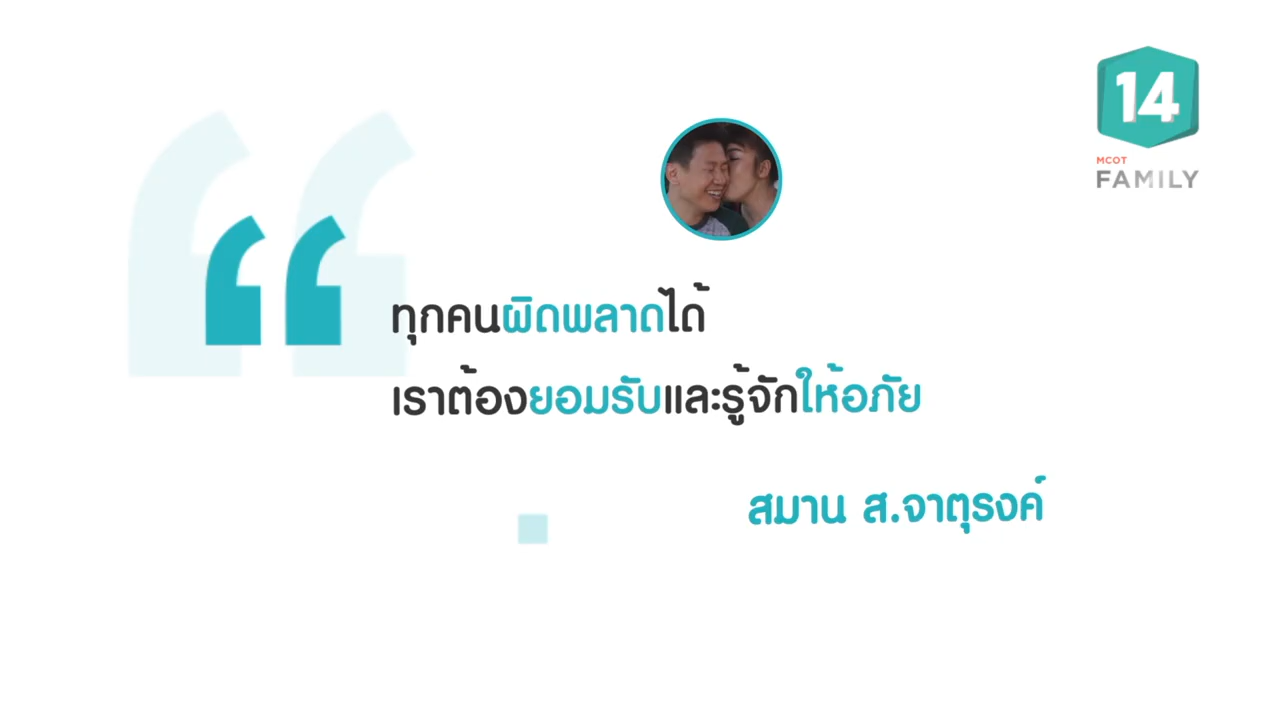 14
MCOT
FAMILY
ทุกคนผิดพลาดได้
เราต้องยอมรับและรู้จักให้อภัย
สมาน ส.จาตุรงค์